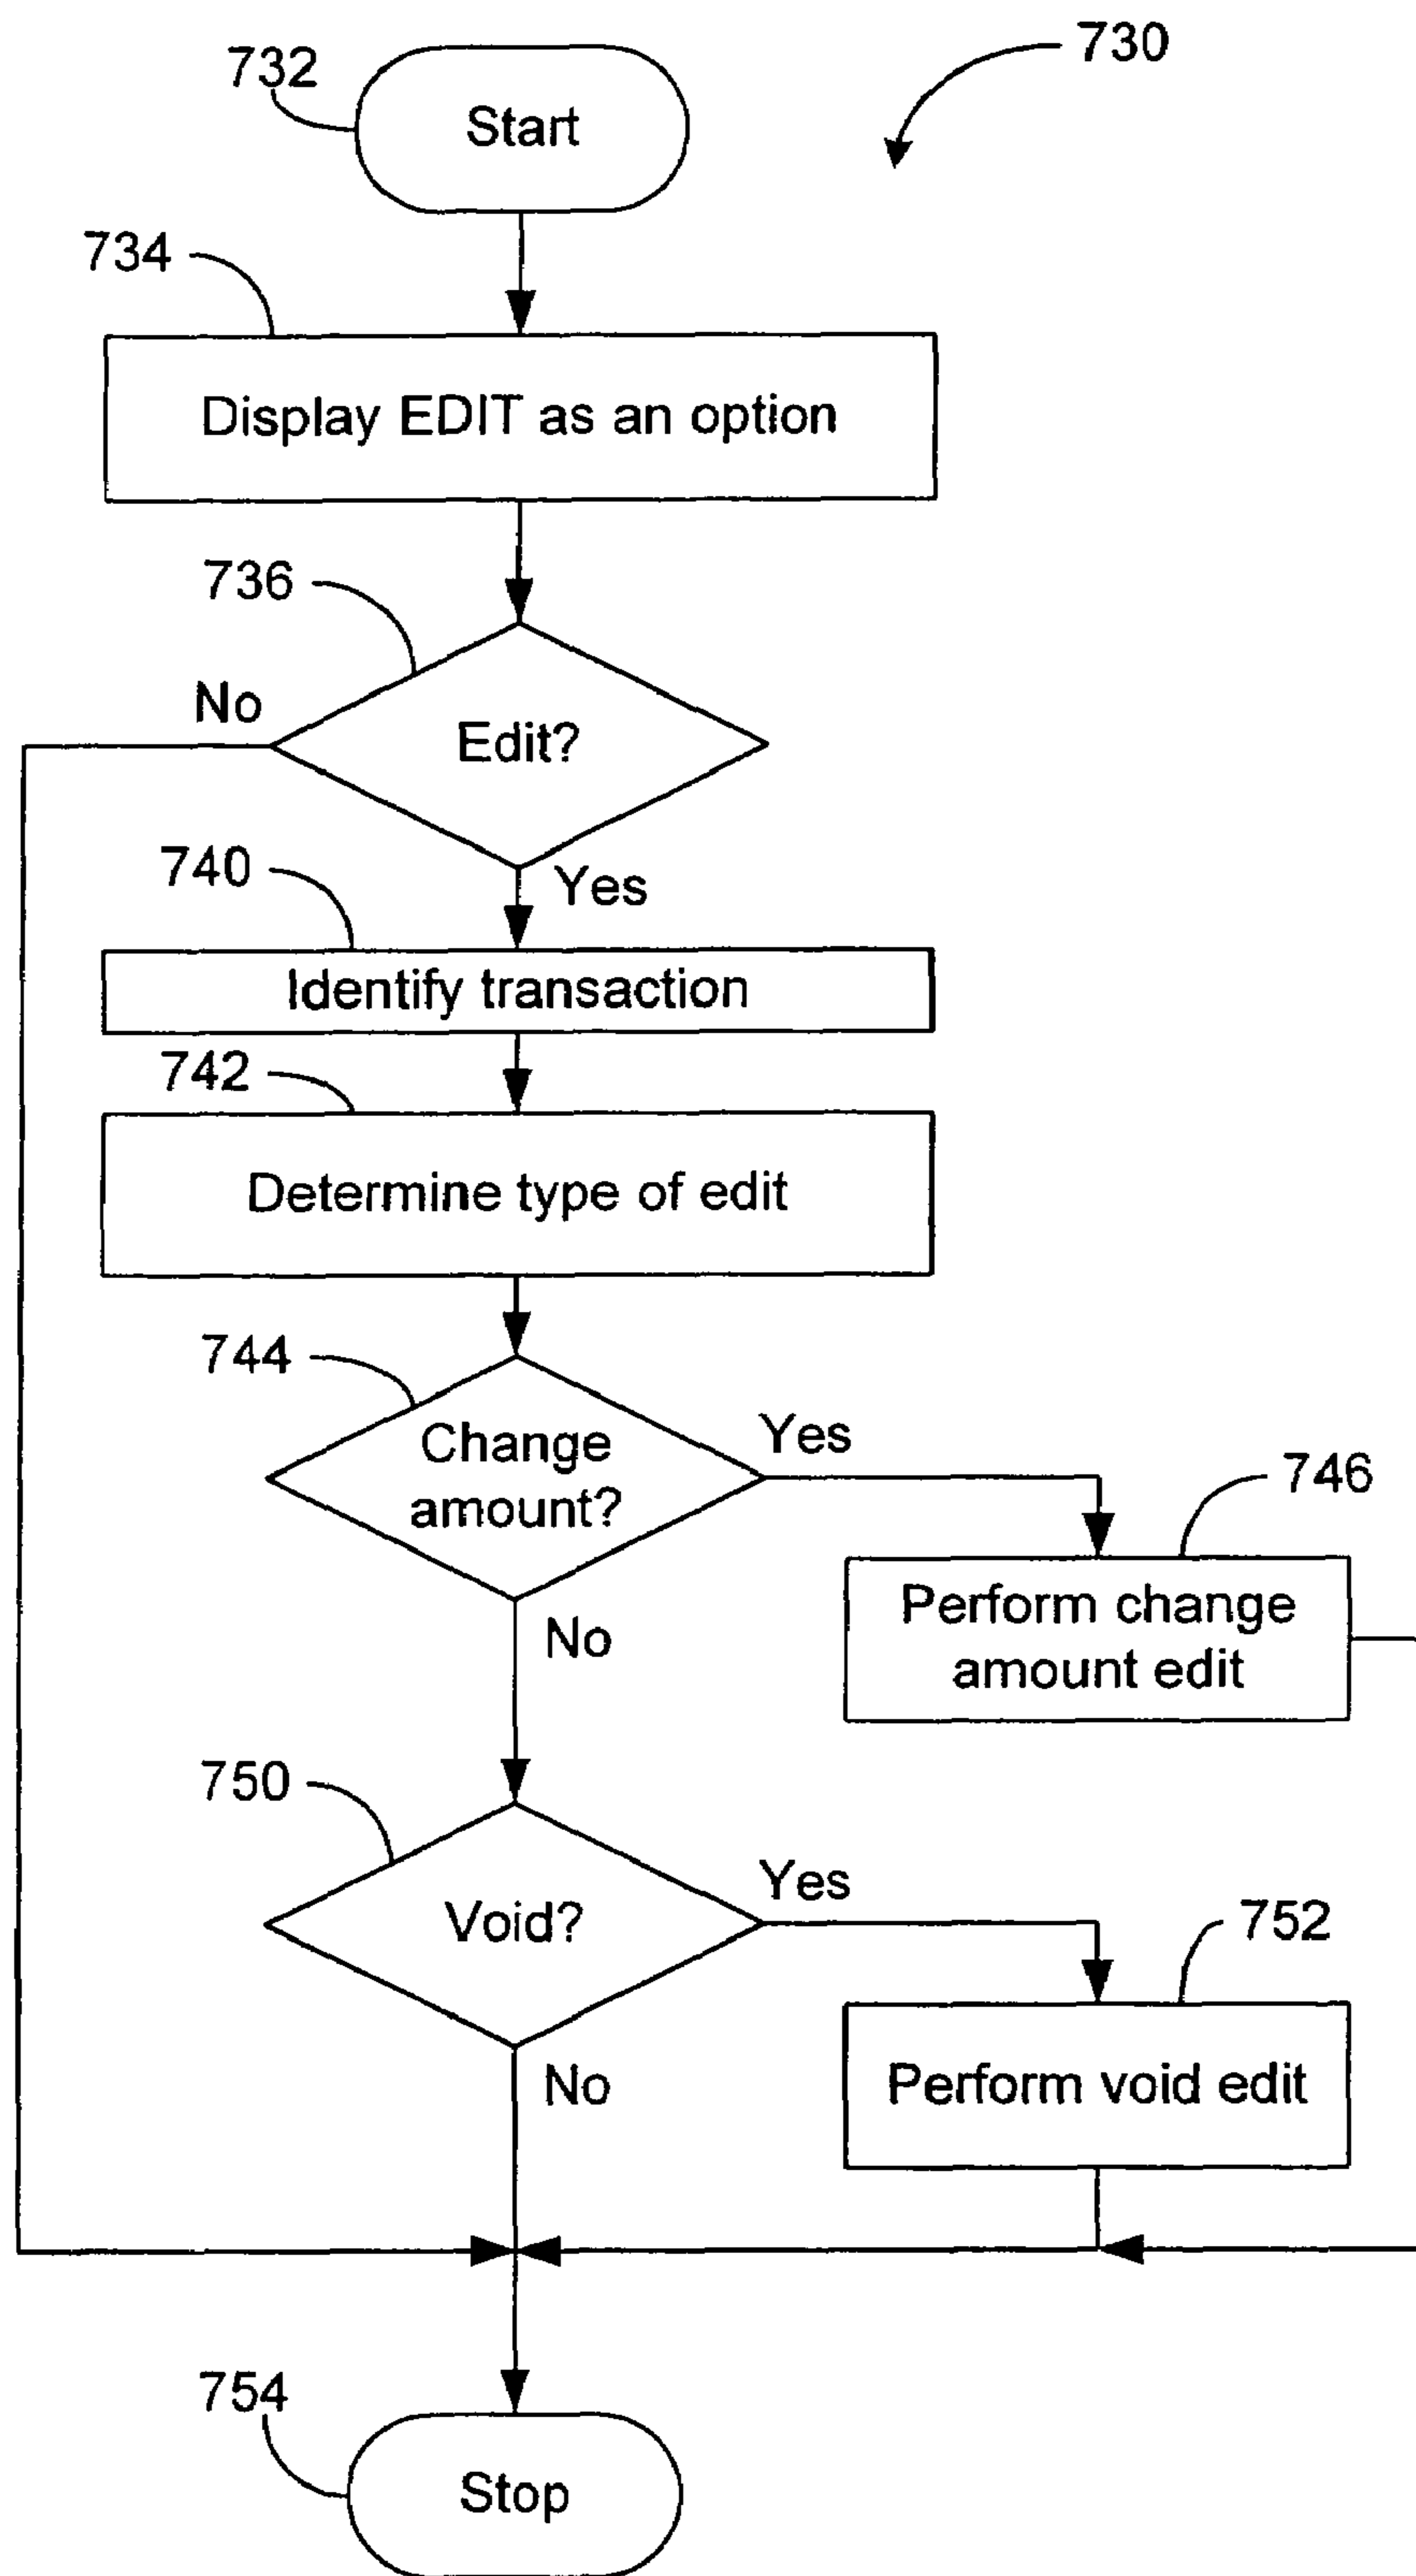 730
732
Start
734
Display EDIT as an option
736
No
Edit?
740
Yes
Identify transaction
742
Determine type of edit
744
Change
amount?
Yes
746
Perform change
amount edit
No
750
Void?
Yes
752
Perform void edit
No
754
Stop